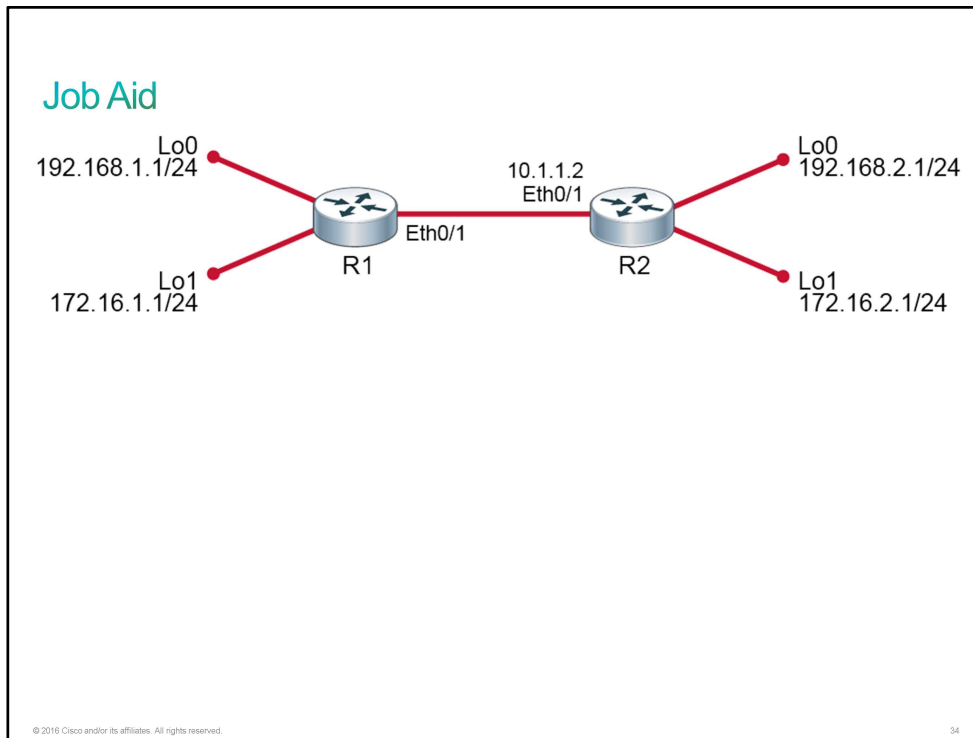 Job Aid
Lo0
192.168.1.1/24
Lo1
172.16.1.1/24
R1
Eth0/1
10.1.1.2
Eth0/1
R2
Lo0
192.168.2.1/24
Lo1
172.16.2.1/24
© 2016 Cisco and/or its affiliates. All rights reserved.
34